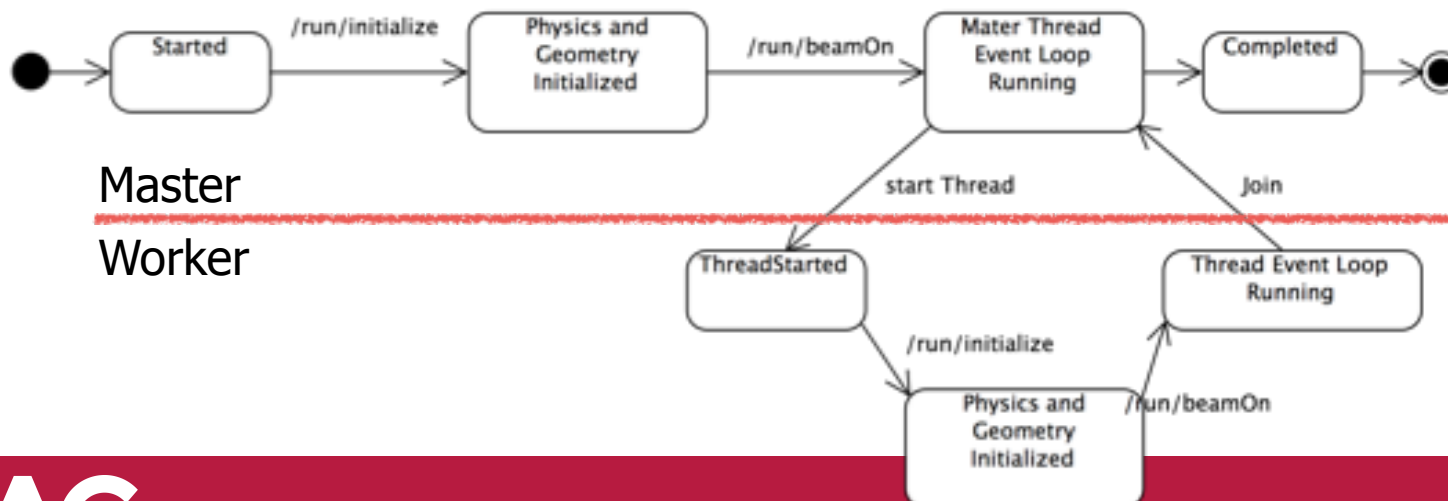 Started
/run/initialize
Physics and
Geometry
Initialized
/run/beamOn
Mater Thread
Event Loop
Running
Completed
Master
start Thread
Join
Worker
ThreadStarted
Thread Event Loop
Running
/run/initialize
Physics and
Geometry
Initialized
/run/beamOn